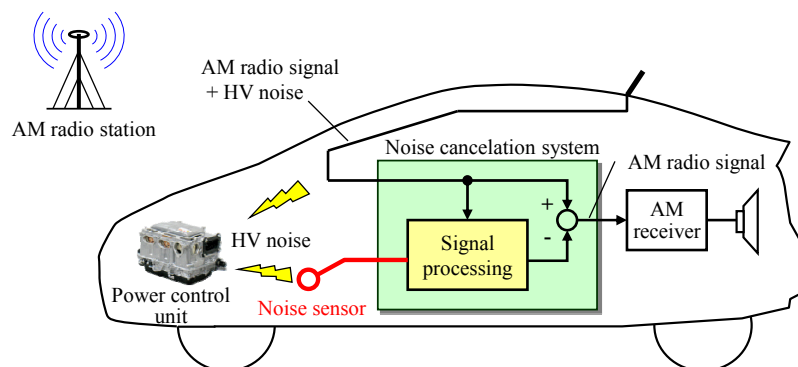 AM radio station
AM radio signal
+ HV noise
Noise cancelation system
AM radio signal
+
-
Signal
processing
AM
receiver
HV noise
Power control
unit
Noise sensor